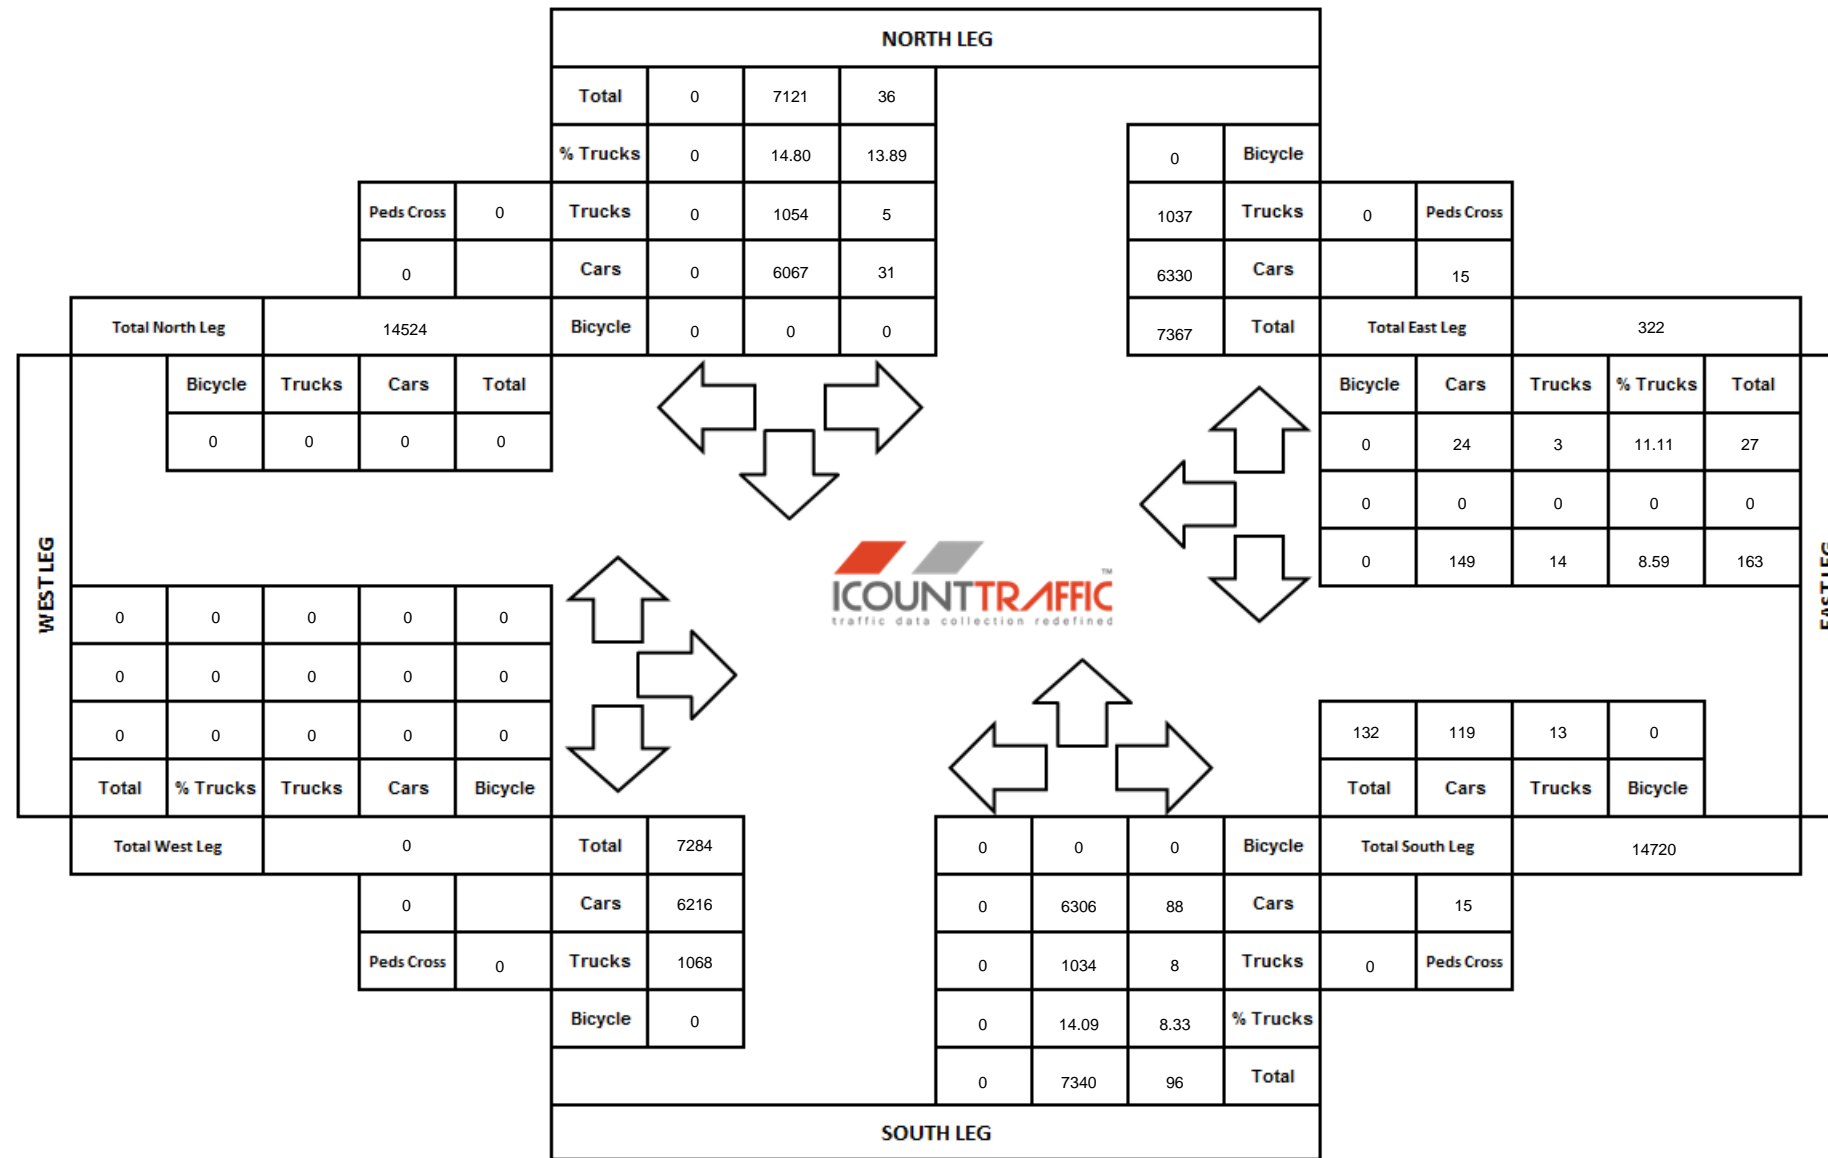 NORTH LEG
Total 0 7121 36
% Trucks 0 14.80 13.89 0 Bicycle
Peds Cross 0 Trucks 0 1054 5 1037 Trucks 0 Peds Cross
0 Cars 0 6067 31 6330 Cars 15
Total North Leg 14524 Bicycle 0 0 0 7367 Total Total East Leg 322
Bicycle Trucks Cars Total Bicycle Cars Trucks % Trucks Total
0 0 0 0 0 24 3 11.11 27
0 0 0 0 0
0 149 14 8.59 163
WEST LEG
EAST LEG
ICOUNTTRAFFIC™
traffic data collection redefined
0 0 0 0 0
0 0 0 0 0
0 0 0 0 0 132 119 13 0
Total % Trucks Trucks Cars Bicycle Total Cars Trucks Bicycle
Total West Leg 0 Total 7284 0 0 0 Bicycle Total South Leg 14720
0 Cars 6216 0 6306 88 Cars 15
Peds Cross 0 Trucks 1068 0 1034 8 Trucks 0 Peds Cross
Bicycle 0 0 14.09 8.33 % Trucks
0 7340 96 Total
SOUTH LEG